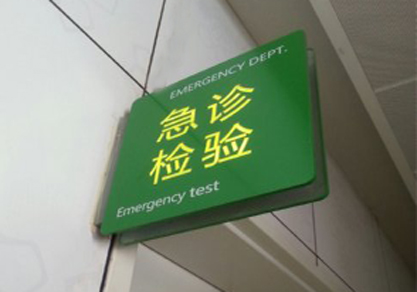 EMERGENCY DEPT.
急诊
检验
Emergency test